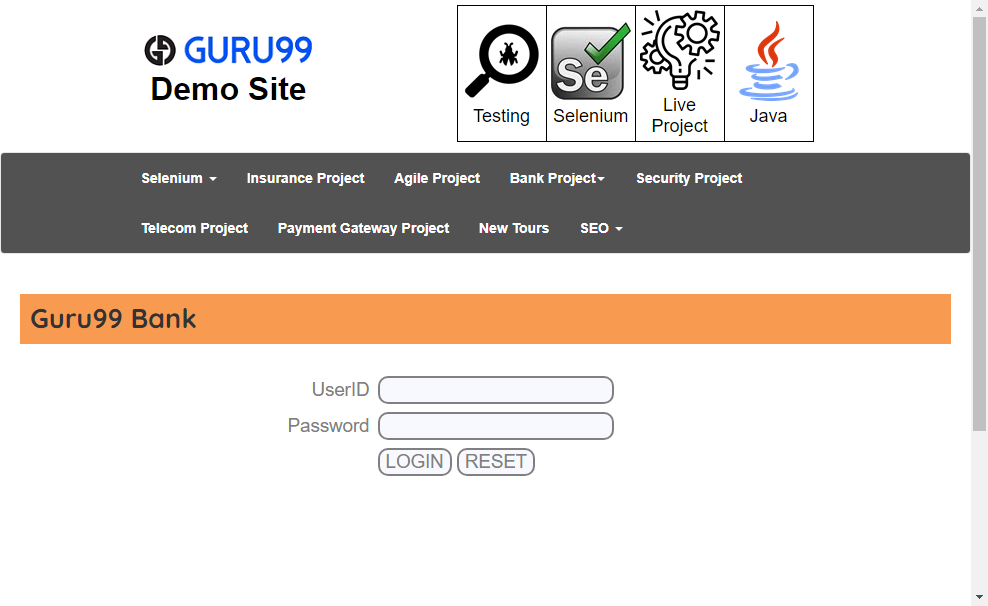 GURU99
Demo Site
Testing
Se
Selenium
Live
Project
Java
Selenium Insurance Project Agile Project Bank Project Security Project
Telecom Project Payment Gateway Project New Tours SEO
Guru99 Bank
UserID
Password
LOGIN RESET